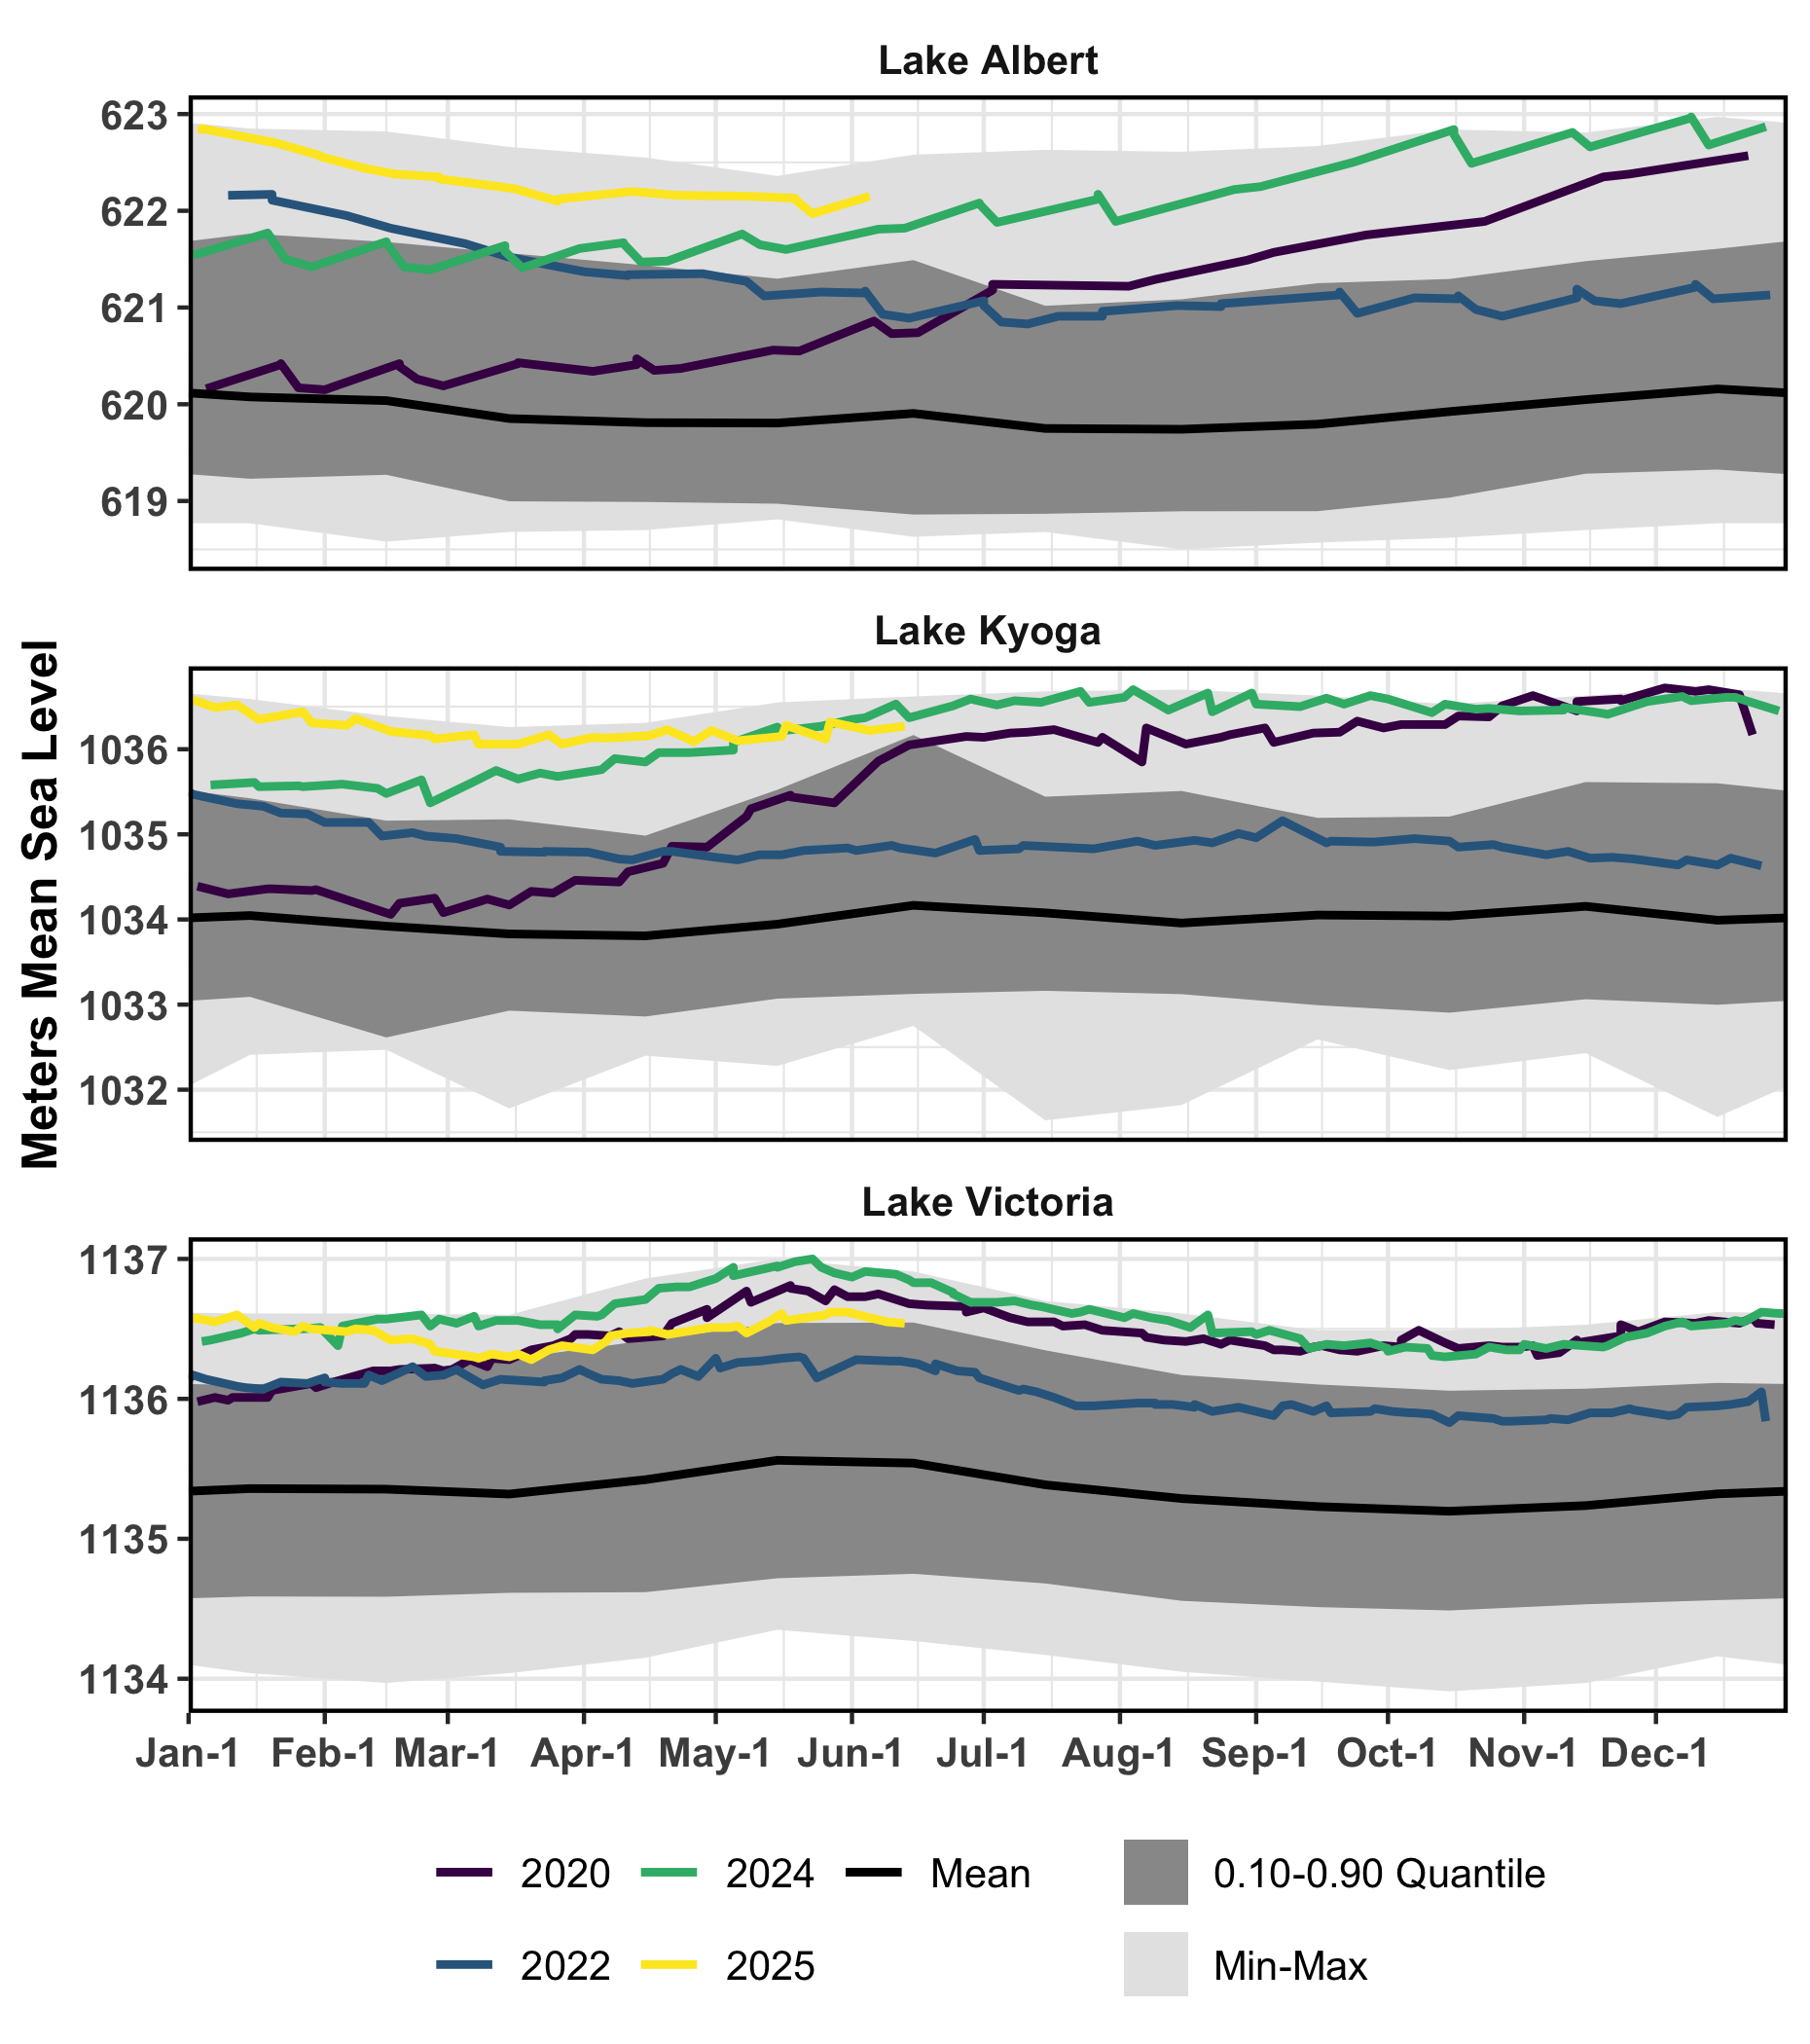 Lake Albert
623
622
621
620
619
Lake Kyoga
Meters Mean Sea Level
1036
1035
1034
1033
1032
Lake Victoria
1137
1136
1135
1134
Jan-1 Feb-1 Mar-1 Apr-1 May-1 Jun-1 Jul-1 Aug-1 Sep-1 Oct-1 Nov-1 Dec-1
2020 2024 Mean 0.10-0.90 Quantile
2022 2025 Min-Max